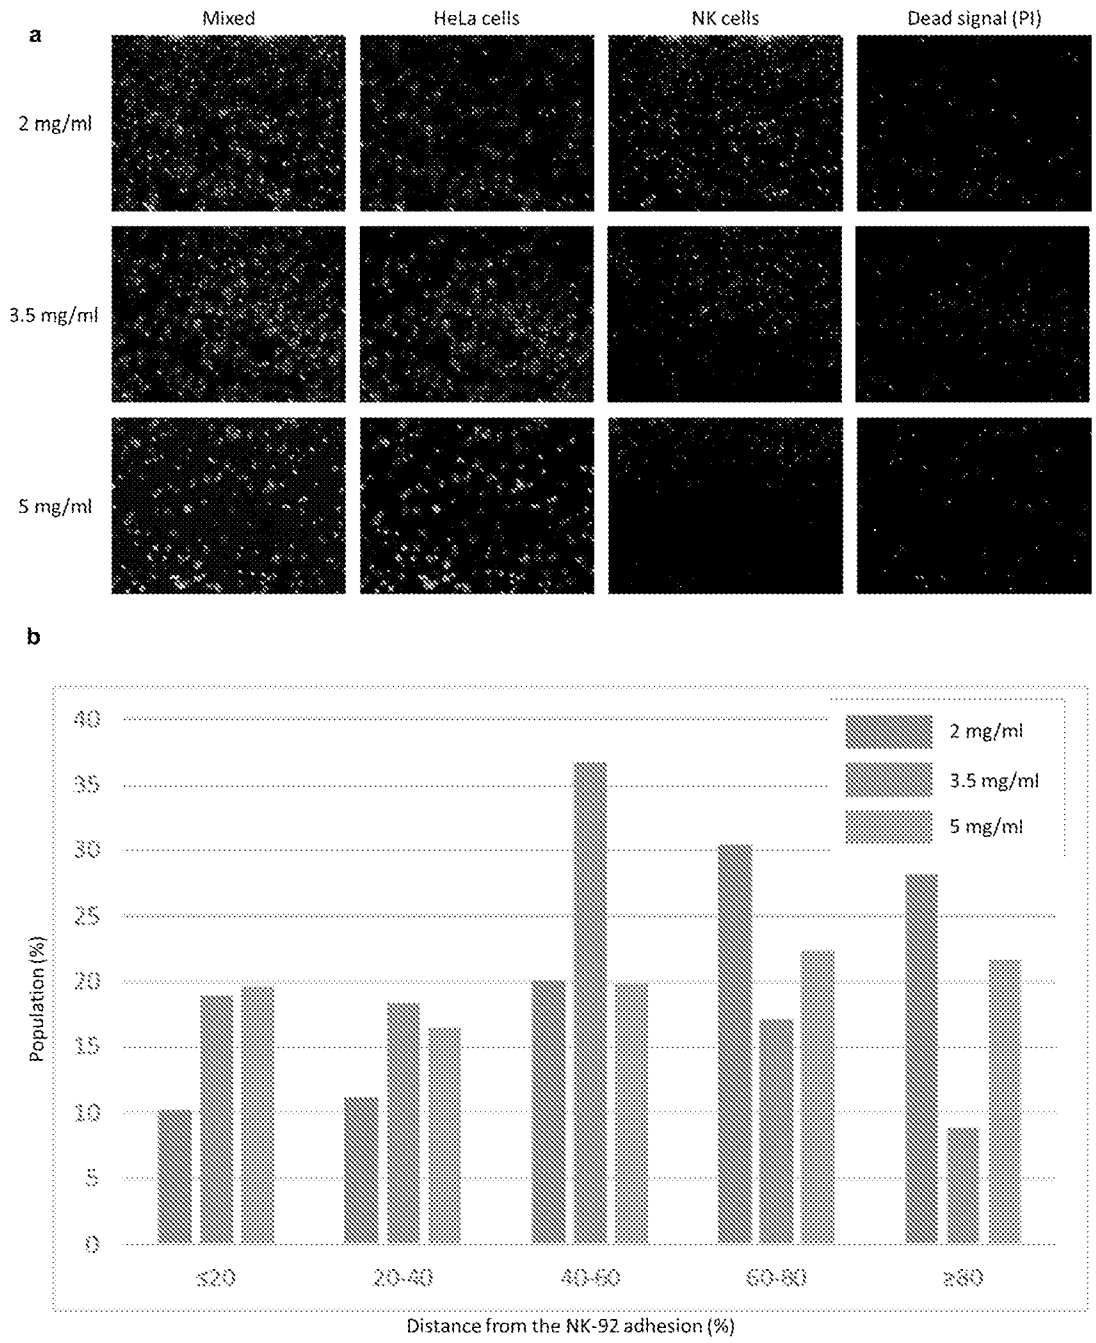 a
Mixed
HeLa cells
NK cells
Dead signal (PI)
2 mg/ml
3.5 mg/ml
5 mg/ml
b
40
35
30
25
20
15
10
5
0
Population (%)
2 mg/ml
3.5 mg/ml
5 mg/ml
≤20
20-40
40-60
60-80
≥80
Distance from the NK-92 adhesion (%)